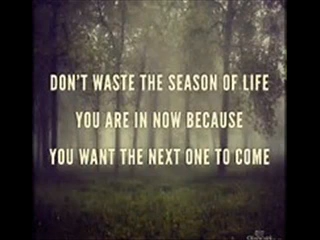 DON'T WASTE THE SEASON OF LIFE
YOU ARE IN NOW BECAUSE
YOU WANT THE NEXT ONE TO COME